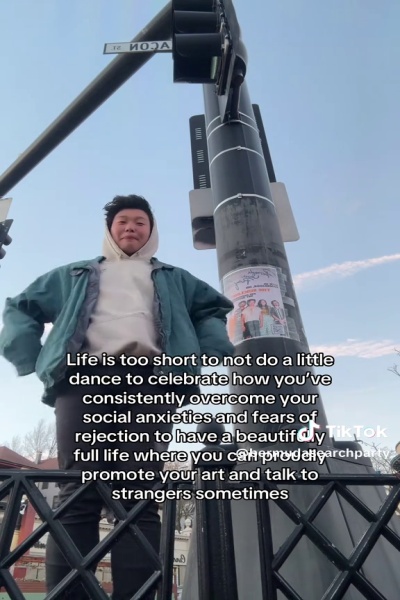 ACON ST.
Life is too short to not do a little
dance to celebrate how you've
consistently overcome your
social anxieties and fears of
rejection to have a beautifully
full life where you can proudly
promote your art and talk to
strangers sometimes
TikTok
@bermudasearchparty